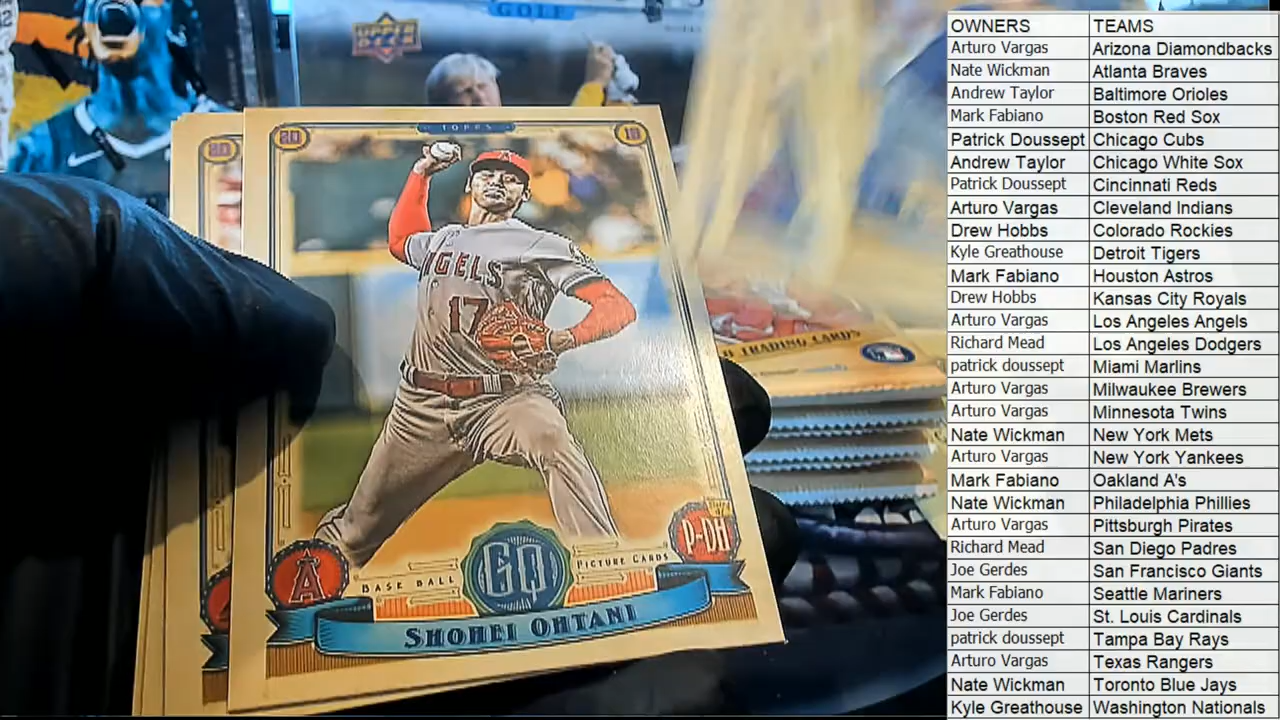 GOLF
UPPER DECK
20 TOPPS 19
20
ANGELS
17
D TRADING CARDS
P-DH
A
BASE BALL GQ PICTURE CARDS
SHOHEI OHTANI
OWNERS TEAMS
Arturo Vargas Arizona Diamondbacks
Nate Wickman Atlanta Braves
Andrew Taylor Baltimore Orioles
Mark Fabiano Boston Red Sox
Patrick Doussept Chicago Cubs
Andrew Taylor Chicago White Sox
Patrick Doussept Cincinnati Reds
Arturo Vargas Cleveland Indians
Drew Hobbs Colorado Rockies
Kyle Greathouse Detroit Tigers
Mark Fabiano Houston Astros
Drew Hobbs Kansas City Royals
Arturo Vargas Los Angeles Angels
Richard Mead Los Angeles Dodgers
patrick doussept Miami Marlins
Arturo Vargas Milwaukee Brewers
Arturo Vargas Minnesota Twins
Nate Wickman New York Mets
Arturo Vargas New York Yankees
Mark Fabiano Oakland A's
Nate Wickman Philadelphia Phillies
Arturo Vargas Pittsburgh Pirates
Richard Mead San Diego Padres
Joe Gerdes San Francisco Giants
Mark Fabiano Seattle Mariners
Joe Gerdes St. Louis Cardinals
patrick doussept Tampa Bay Rays
Arturo Vargas Texas Rangers
Nate Wickman Toronto Blue Jays
Kyle Greathouse Washington Nationals